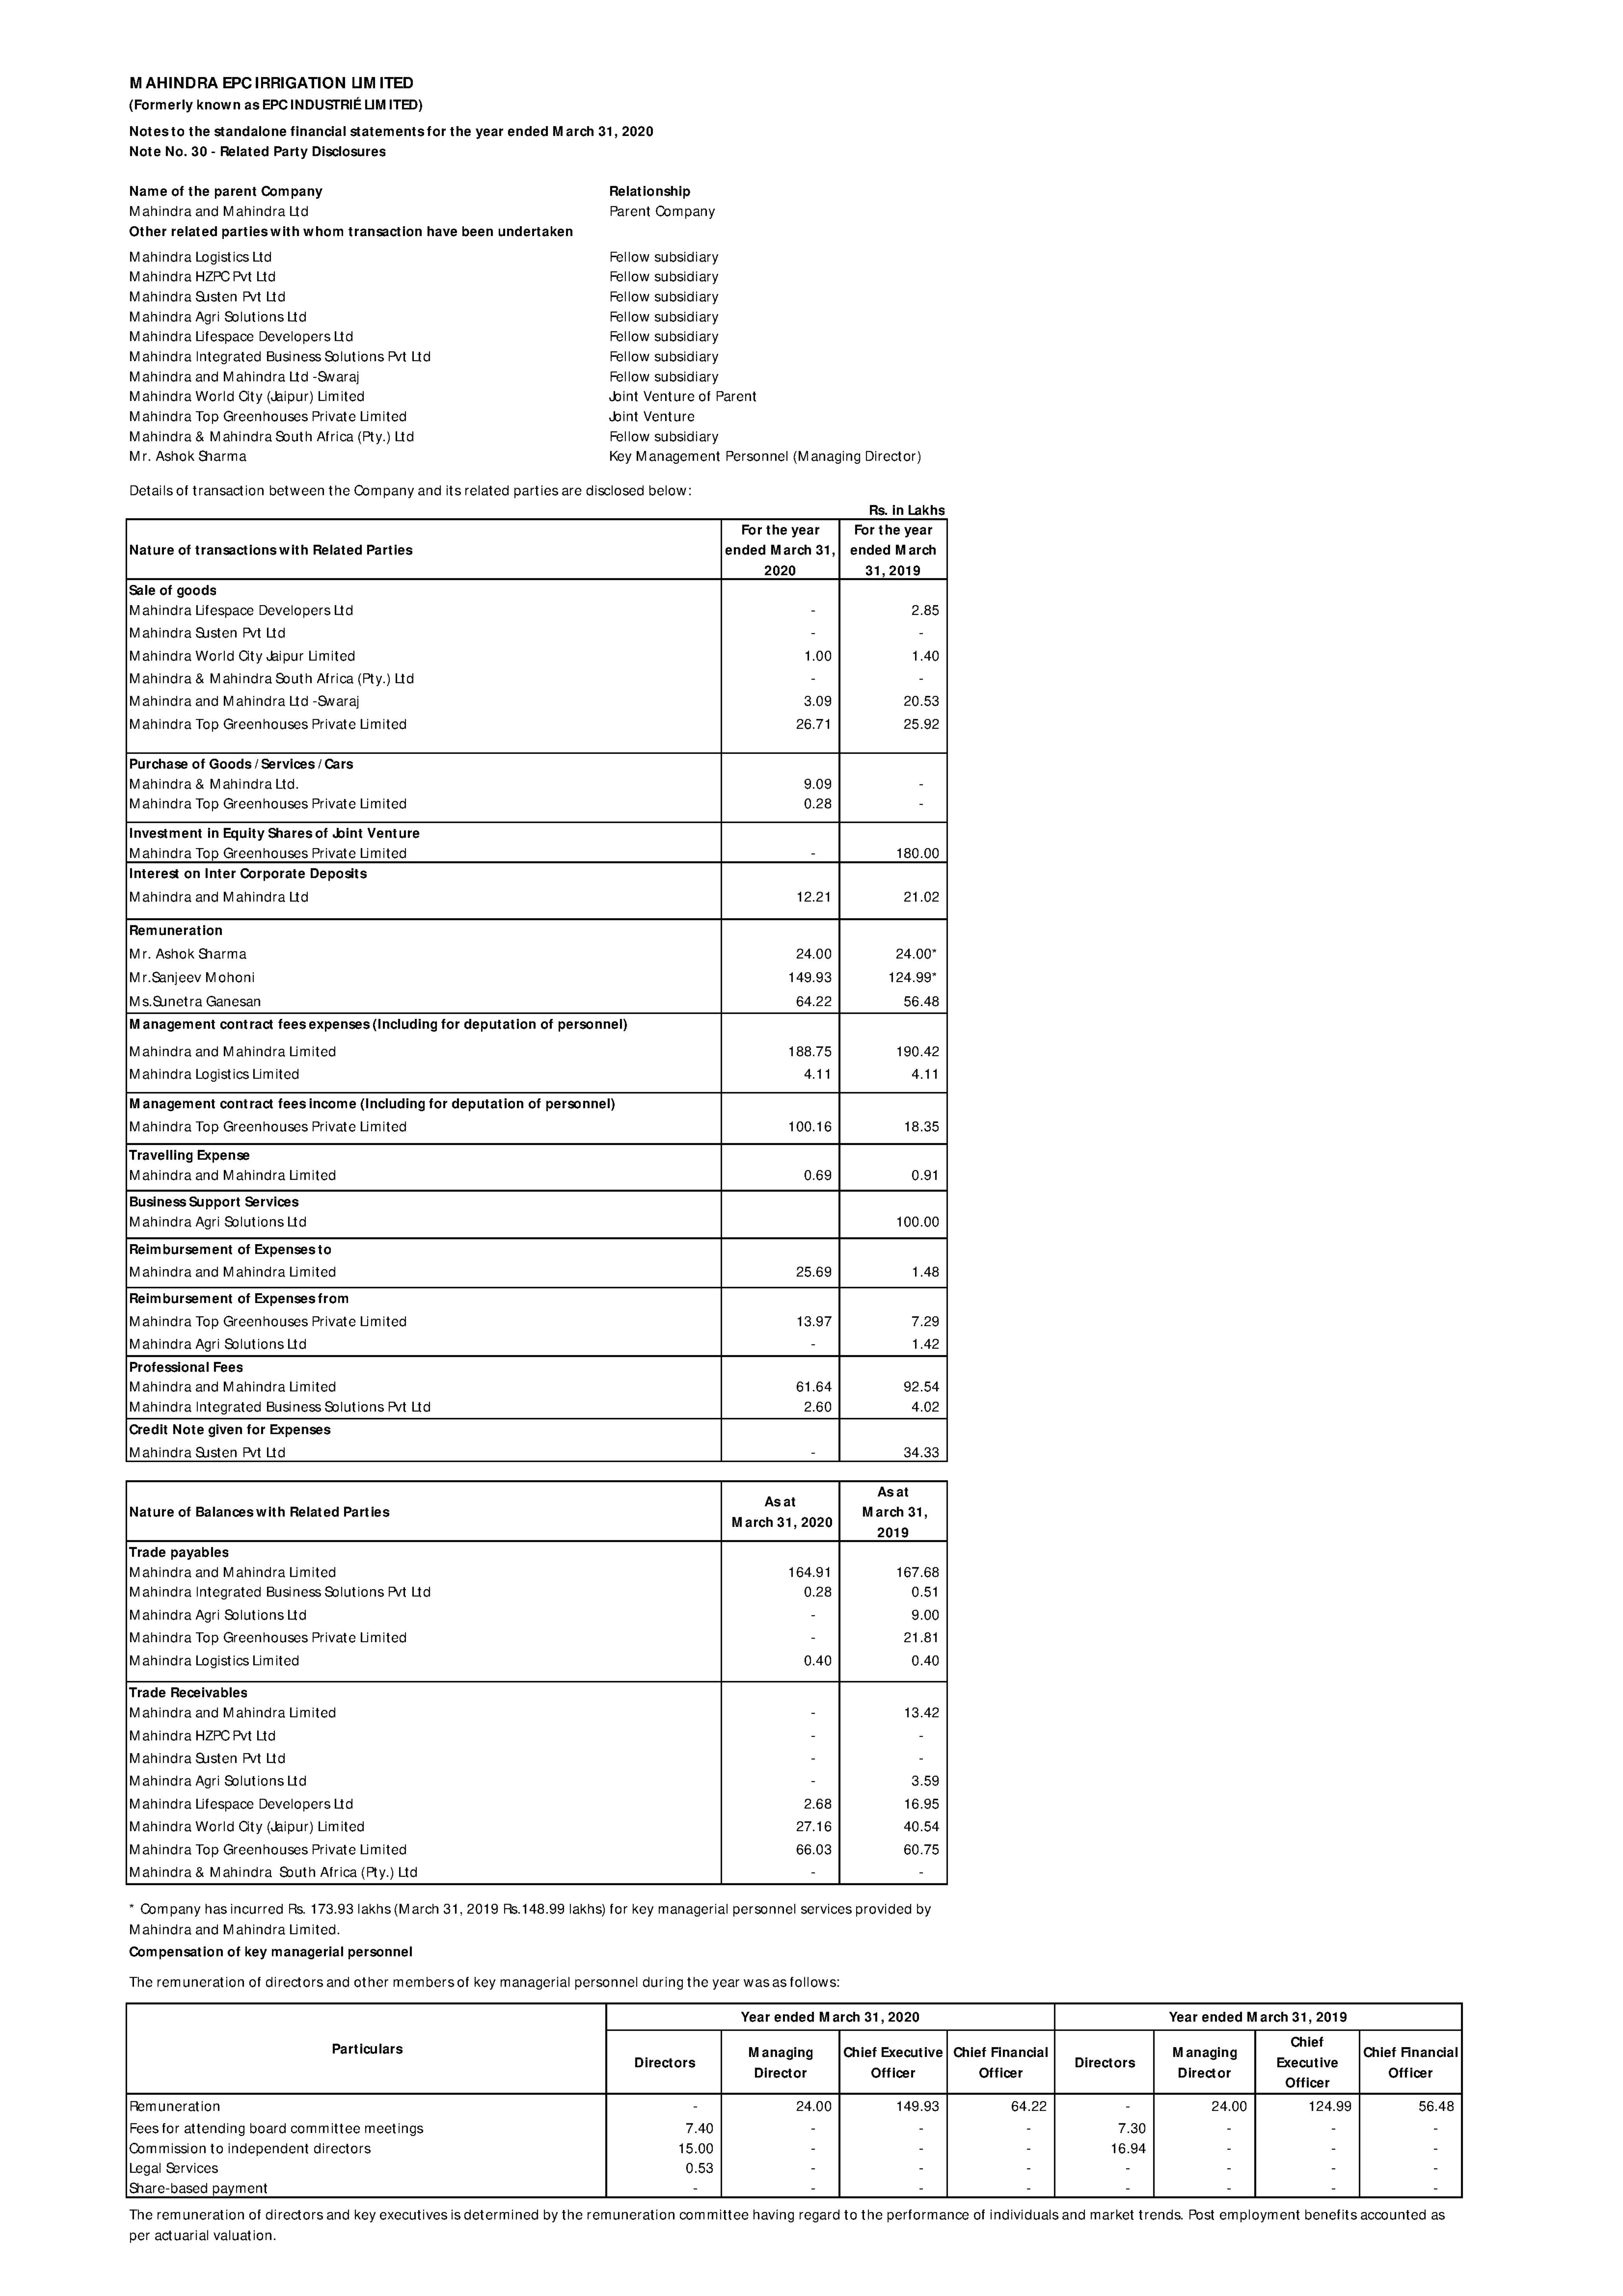 MAHINDRA EPC IRRIGATION LIMITED
(Formerly known as EPC INDUSTRIÉ LIMITED)
Notes to the standalone financial statements for the year ended March 31, 2020
Note No. 30 - Related Party Disclosures
Name of the parent Company Relationship
Mahindra and Mahindra Ltd Parent Company
Other related parties with whom transaction have been undertaken
Mahindra Logistics Ltd Fellow subsidiary
Mahindra HZPC Pvt Ltd Fellow subsidiary
Mahindra Susten Pvt Ltd Fellow subsidiary
Mahindra Agri Solutions Ltd Fellow subsidiary
Mahindra Lifespace Developers Ltd Fellow subsidiary
Mahindra Integrated Business Solutions Pvt Ltd Fellow subsidiary
Mahindra and Mahindra Ltd -Swaraj Fellow subsidiary
Mahindra World City (Jaipur) Limited Joint Venture of Parent
Mahindra Top Greenhouses Private Limited Joint Venture
Mahindra & Mahindra South Africa (Pty.) Ltd Fellow subsidiary
Mr. Ashok Sharma Key Management Personnel (Managing Director)
Details of transaction between the Company and its related parties are disclosed below:
Rs. in Lakhs
Nature of transactions with Related Parties For the year ended March 31, 2020 For the year ended March 31, 2019
Sale of goods
Mahindra Lifespace Developers Ltd - 2.85
Mahindra Susten Pvt Ltd - -
Mahindra World City Jaipur Limited 1.00 1.40
Mahindra & Mahindra South Africa (Pty.) Ltd - -
Mahindra and Mahindra Ltd -Swaraj 3.09 20.53
Mahindra Top Greenhouses Private Limited 26.71 25.92
Purchase of Goods / Services / Cars
Mahindra & Mahindra Ltd. 9.09 -
Mahindra Top Greenhouses Private Limited 0.28 -
Investment in Equity Shares of Joint Venture
Mahindra Top Greenhouses Private Limited - 180.00
Interest on Inter Corporate Deposits
Mahindra and Mahindra Ltd 12.21 21.02
Remuneration
Mr. Ashok Sharma 24.00 24.00*
Mr.Sanjeev Mohoni 149.93 124.99*
Ms.Sunetra Ganesan 64.22 56.48
Management contract fees expenses (Including for deputation of personnel)
Mahindra and Mahindra Limited 188.75 190.42
Mahindra Logistics Limited 4.11 4.11
Management contract fees income (Including for deputation of personnel)
Mahindra Top Greenhouses Private Limited 100.16 18.35
Travelling Expense
Mahindra and Mahindra Limited 0.69 0.91
Business Support Services
Mahindra Agri Solutions Ltd 100.00
Reimbursement of Expenses to
Mahindra and Mahindra Limited 25.69 1.48
Reimbursement of Expenses from
Mahindra Top Greenhouses Private Limited 13.97 7.29
Mahindra Agri Solutions Ltd - 1.42
Professional Fees
Mahindra and Mahindra Limited 61.64 92.54
Mahindra Integrated Business Solutions Pvt Ltd 2.60 4.02
Credit Note given for Expenses
Mahindra Susten Pvt Ltd - 34.33
Nature of Balances with Related Parties As at March 31, 2020 As at March 31, 2019
Trade payables
Mahindra and Mahindra Limited 164.91 167.68
Mahindra Integrated Business Solutions Pvt Ltd 0.28 0.51
Mahindra Agri Solutions Ltd - 9.00
Mahindra Top Greenhouses Private Limited - 21.81
Mahindra Logistics Limited 0.40 0.40
Trade Receivables
Mahindra and Mahindra Limited - 13.42
Mahindra HZPC Pvt Ltd - -
Mahindra Susten Pvt Ltd - -
Mahindra Agri Solutions Ltd - 3.59
Mahindra Lifespace Developers Ltd 2.68 16.95
Mahindra World City (Jaipur) Limited 27.16 40.54
Mahindra Top Greenhouses Private Limited 66.03 60.75
Mahindra & Mahindra South Africa (Pty.) Ltd - -
* Company has incurred Rs. 173.93 lakhs (March 31, 2019 Rs.148.99 lakhs) for key managerial personnel services provided by
Mahindra and Mahindra Limited.
Compensation of key managerial personnel
The remuneration of directors and other members of key managerial personnel during the year was as follows:
Particulars Year ended March 31, 2020 Year ended March 31, 2019
Directors Managing Director Chief Executive Officer Chief Financial Officer Directors Managing Director Chief Executive Officer Chief Financial Officer
Remuneration - 24.00 149.93 64.22 - 24.00 124.99 56.48
Fees for attending board committee meetings 7.40 - - - 7.30 - - -
Commission to independent directors 15.00 - - - 16.94 - - -
Legal Services 0.53 - - - - - - -
Share-based payment - - - - - - - -
The remuneration of directors and key executives is determined by the remuneration committee having regard to the performance of individuals and market trends. Post employment benefits accounted as
per actuarial valuation.